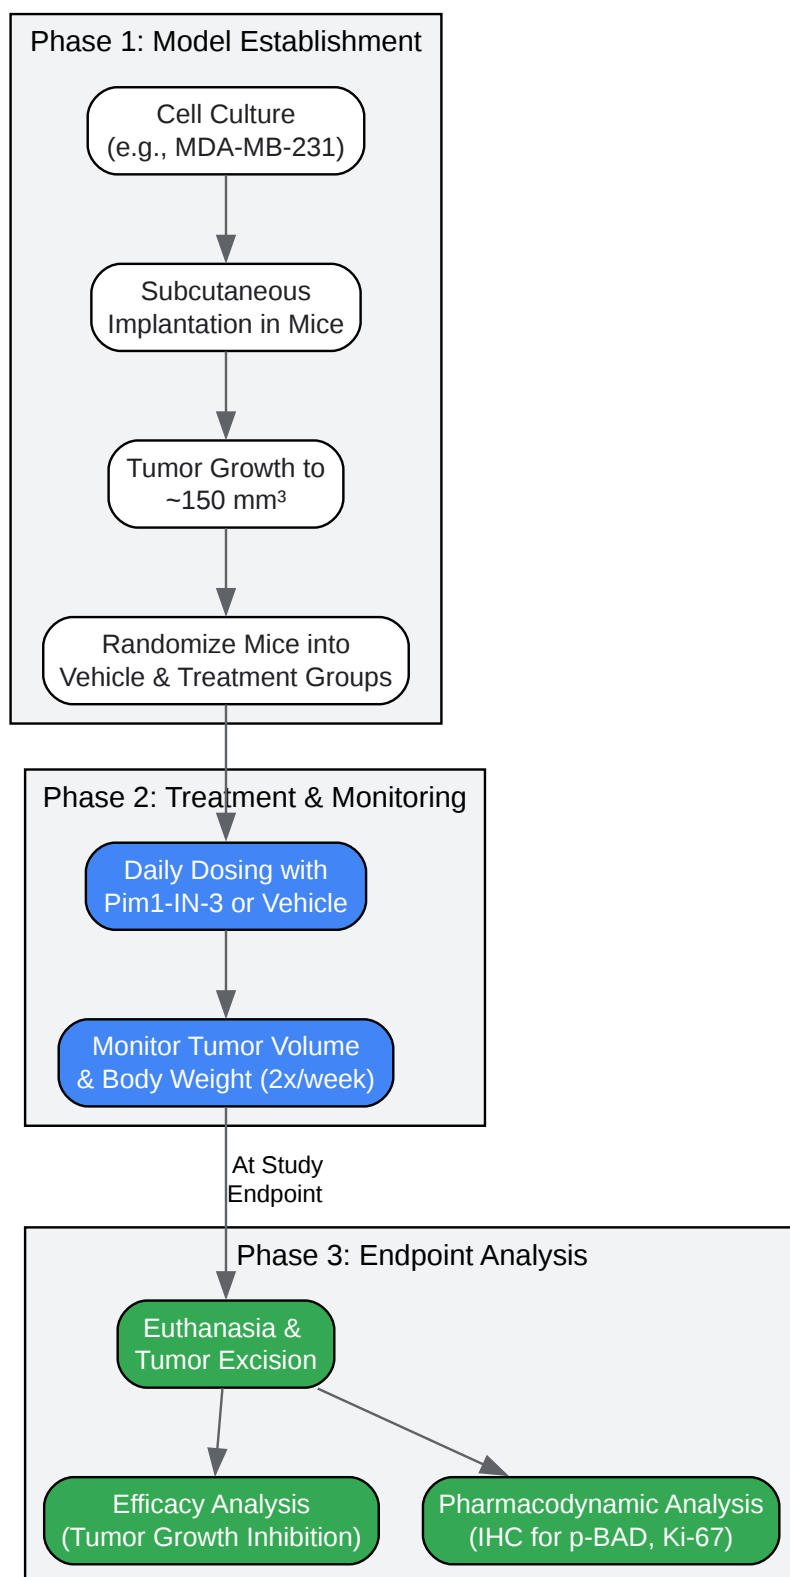 Phase 1: Model Establishment
Cell Culture
(e.g., MDA-MB-231)
Subcutaneous
Implantation in Mice
Tumor Growth to
~150 mm³
Randomize Mice into
Vehicle & Treatment Groups
Phase 2: Treatment & Monitoring
Daily Dosing with
Pim1-IN-3 or Vehicle
Monitor Tumor Volume
& Body Weight (2x/week)
At Study
Endpoint
Phase 3: Endpoint Analysis
Euthanasia &
Tumor Excision
Efficacy Analysis
(Tumor Growth Inhibition)
Pharmacodynamic Analysis
(IHC for p-BAD, Ki-67)